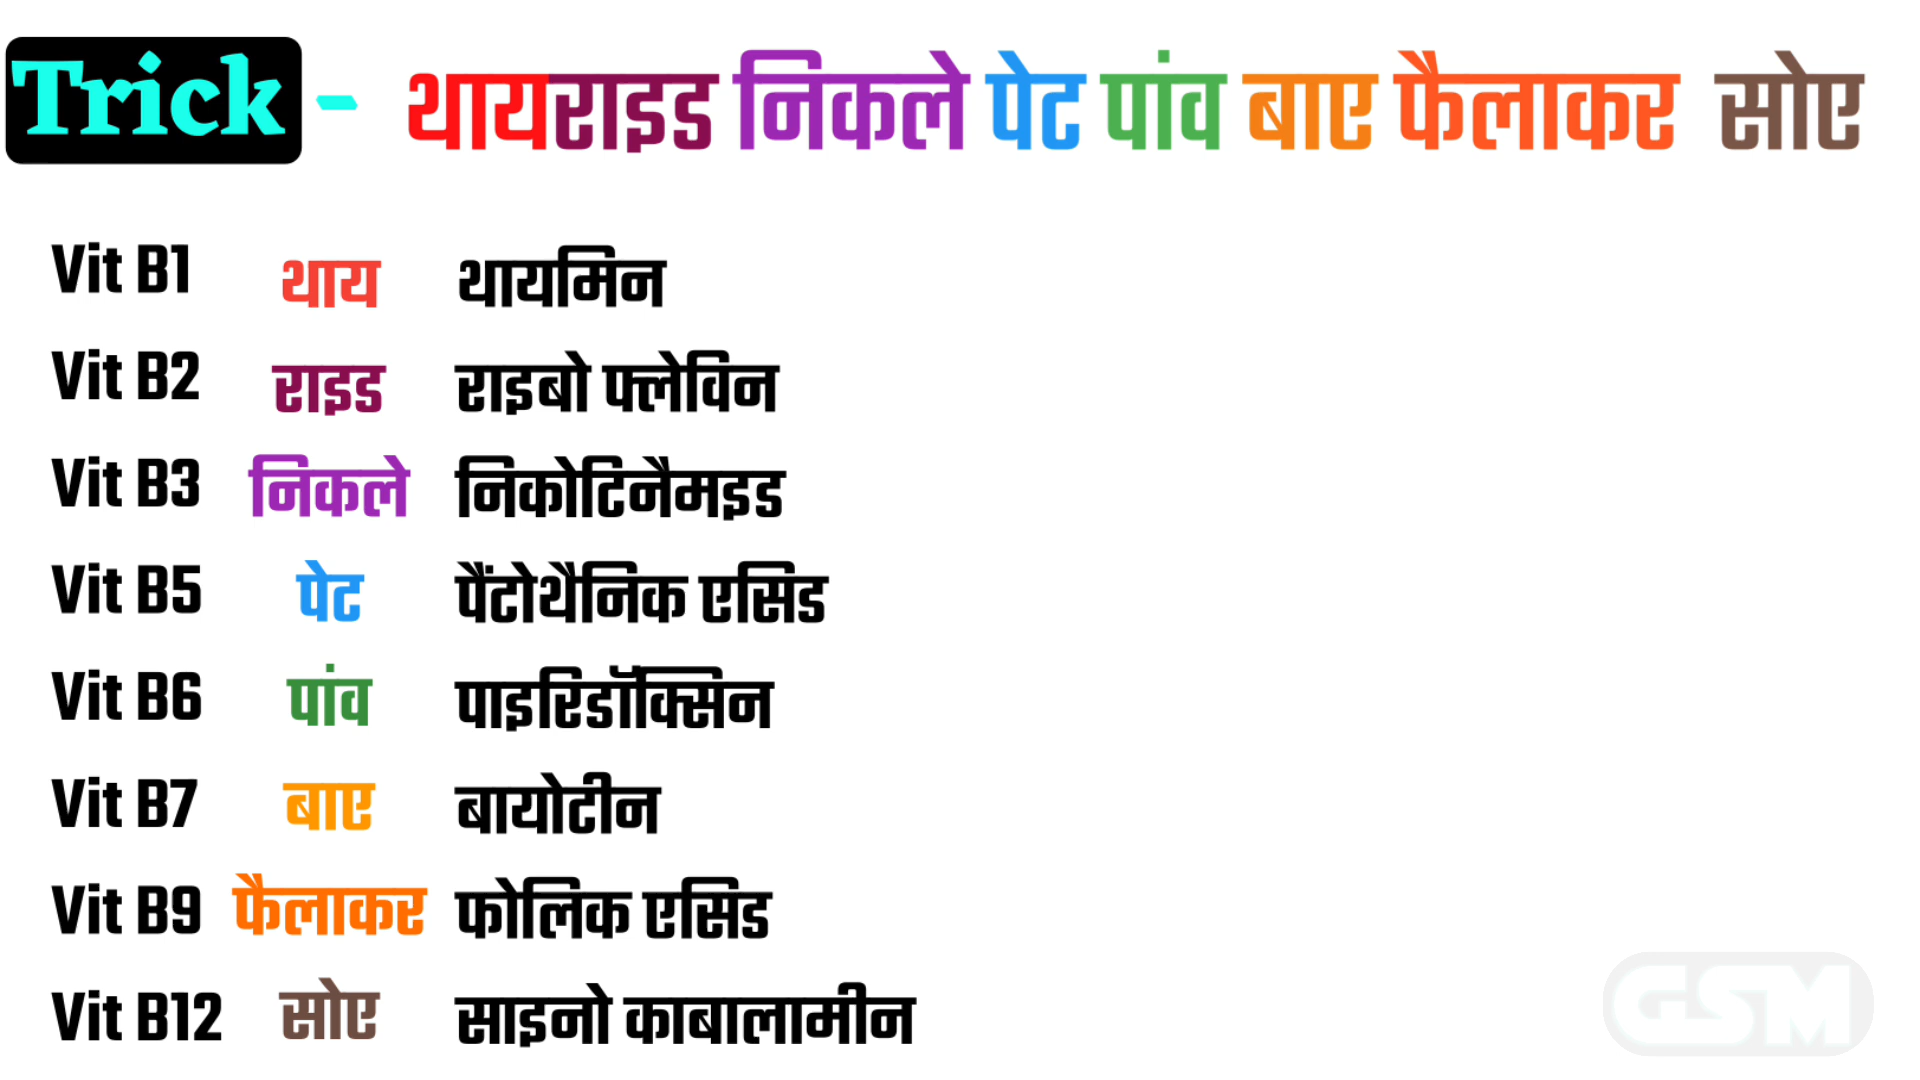 Trick - थायराइड निकले पेट पांव बाए फैलाकर सोए
Vit B1 थाय थायमिन
Vit B2 राइड राइबो फ्लेविन
Vit B3 निकले निकोटिनैमइड
Vit B5 पेट पैंटोथैनिक एसिड
Vit B6 पांव पाइरिडॉक्सिन
Vit B7 बाए बायोटीन
Vit B9 फैलाकर फोलिक एसिड
Vit B12 सोए साइनो काबालामीन
GSM